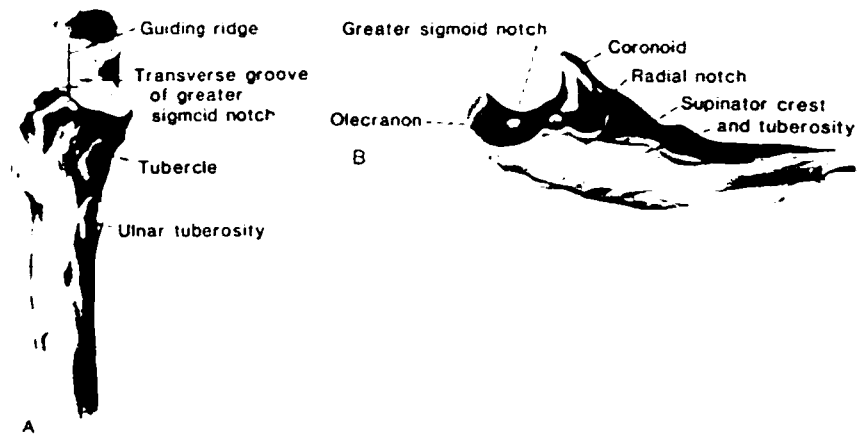 Guiding ridge
Transverse groove
of greater
sigmoid notch
Tubercle
Ulnar tuberosity
A
Greater sigmoid notch
Coronoid
Radial notch
Supinator crest
and tuberosity
Olecranon
B